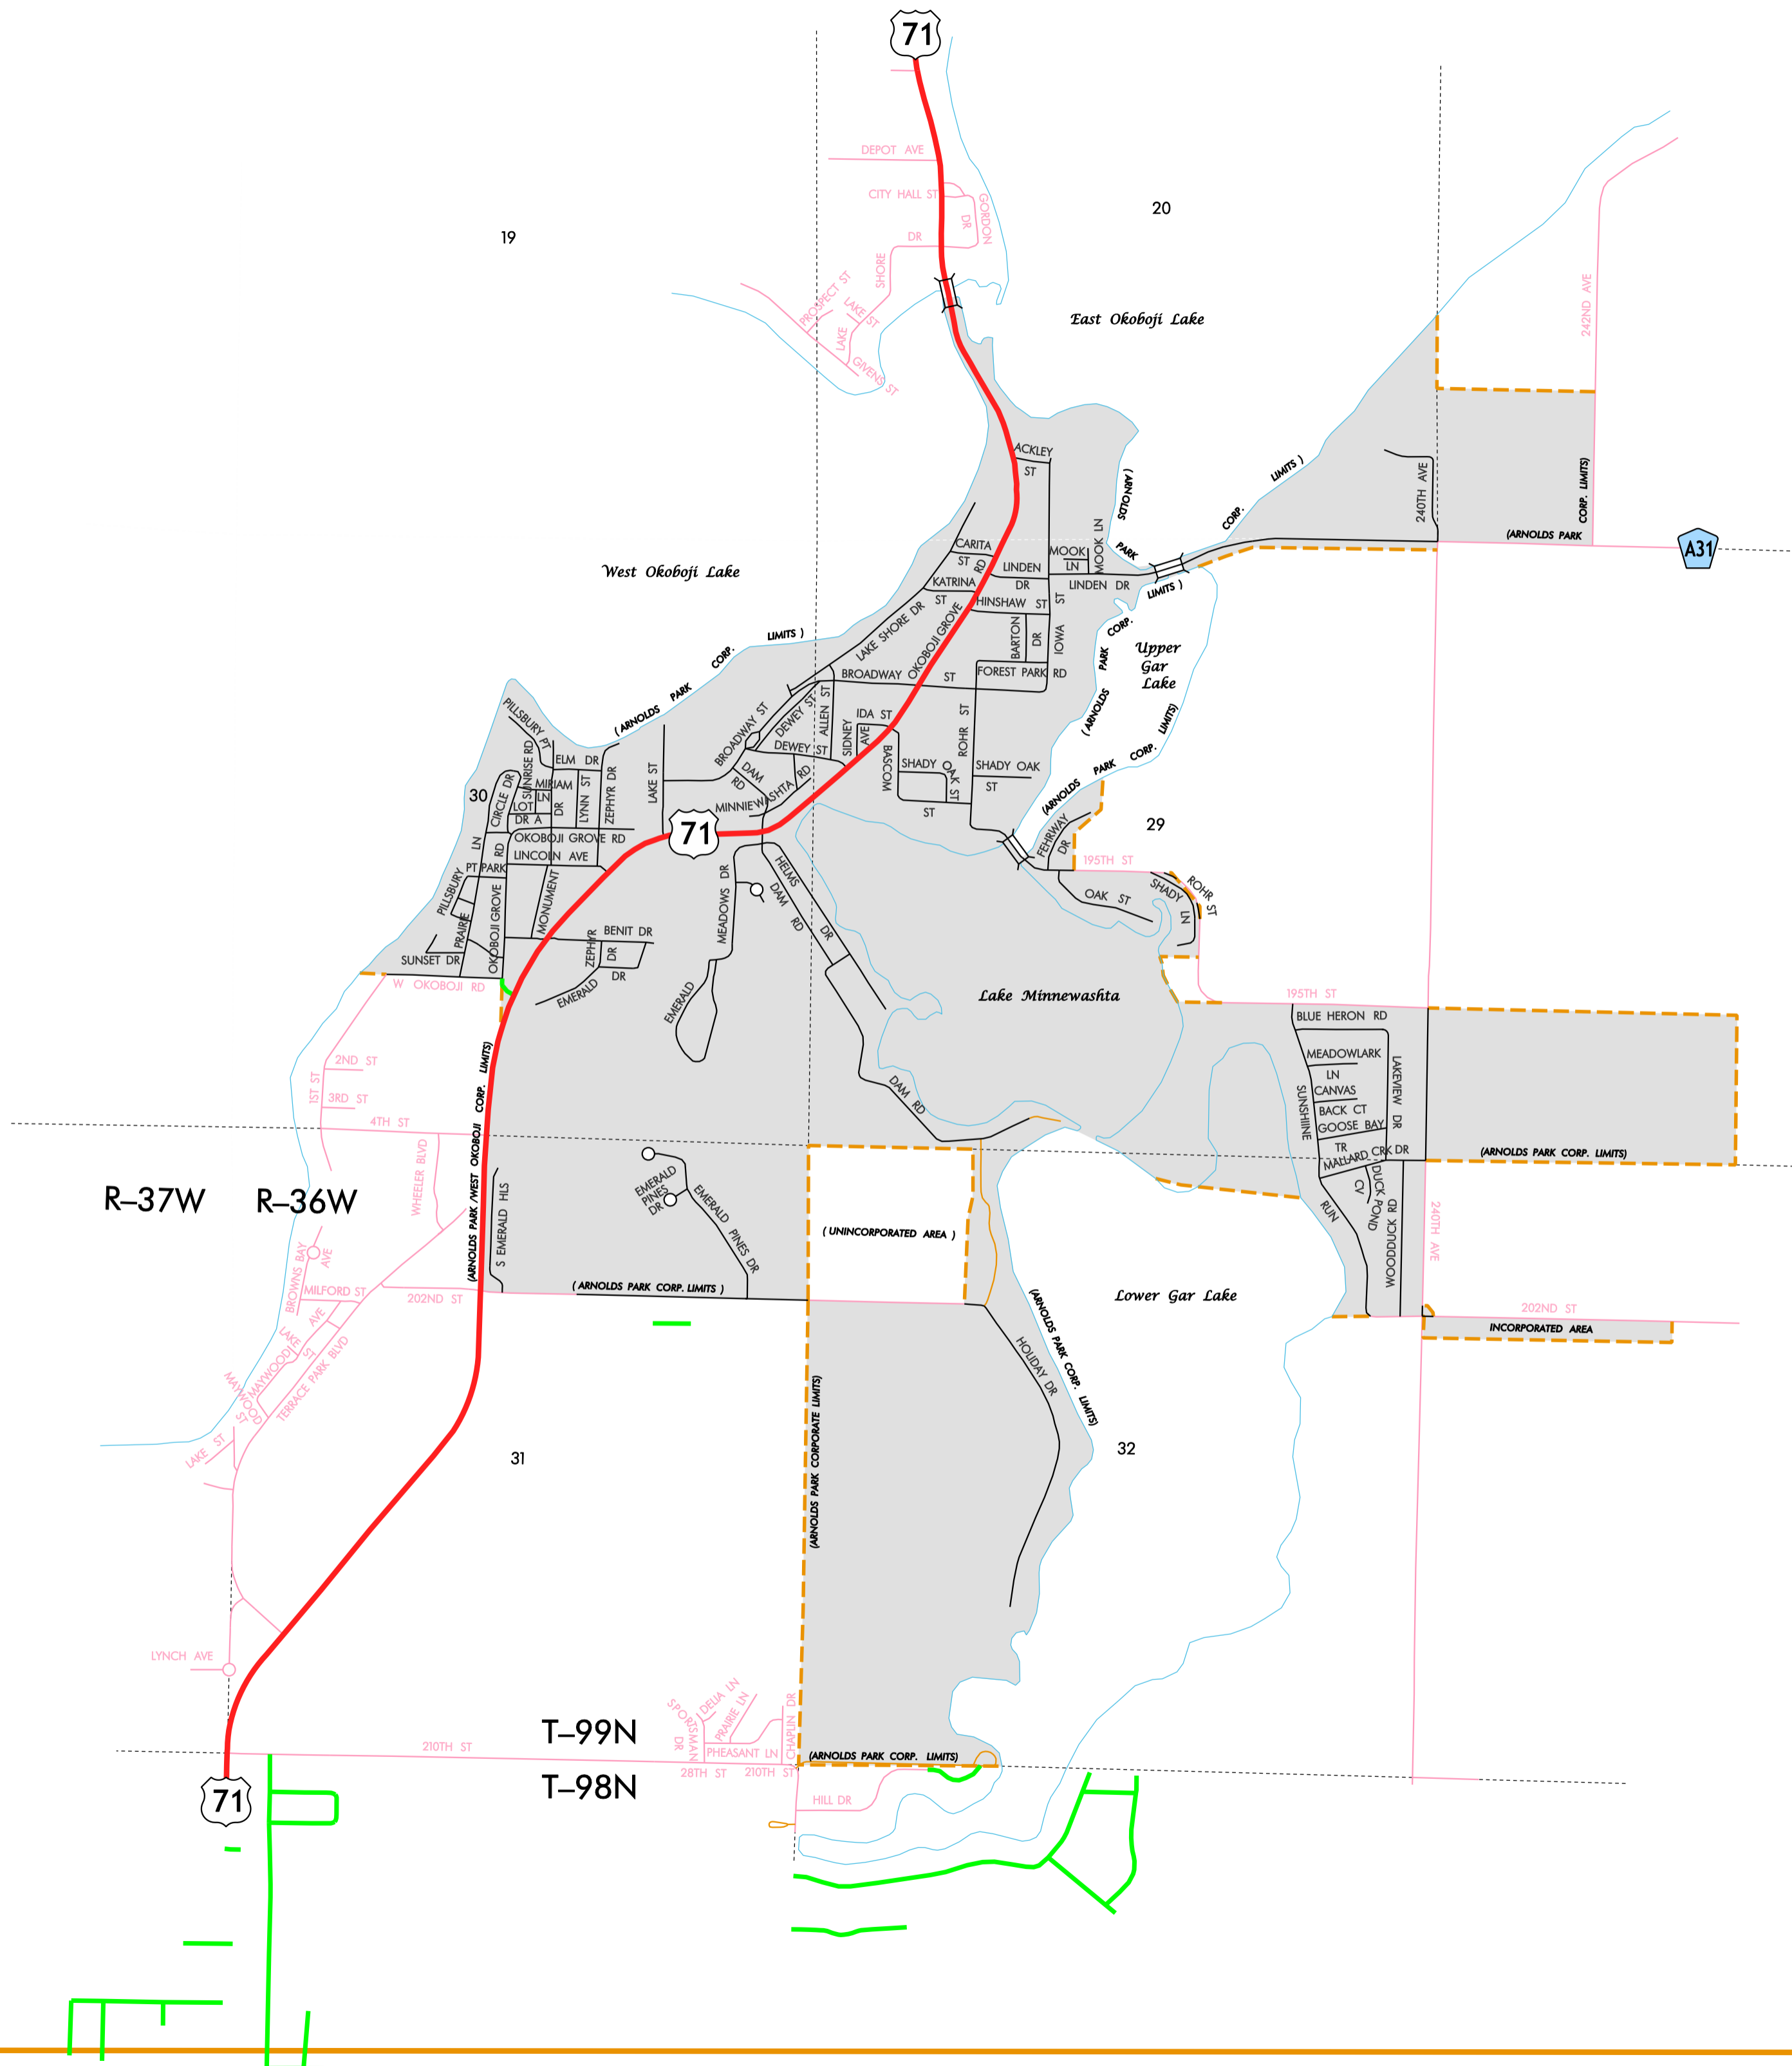 71
DEPOT AVE
CITY HALL ST
GORDON
DR
20
19
DR
SHORE
PROSPECT ST
LAKE ST
LAKE
GIVENS ST
242ND AVE
East Okoboji Lake
ACKLEY
ST
( ARNOLDS
PARK
CORP.
LIMITS )
240TH AVE
CORP. LIMITS)
(ARNOLDS PARK
A31
West Okoboji Lake
CARITA
ST
RD
MOOK
LN
MOOK LN
LINDEN
DR
LINDEN DR
LIMITS )
KATRINA
ST
HINSHAW ST
ST
IOWA
LAKE SHORE DR
OKOBOJI GROVE
BARTON
DR
CORP.
PARK
( ARNOLDS
Upper
Gar
Lake
FOREST PARK RD
LIMITS )
CORP.
PARK
( ARNOLDS
BROADWAY
ST
PILLSBURY PT
BROADWAY ST
DEWEY ST
ALLEN ST
IDA ST
SIDNEY
AVE
ROHR ST
DEWEY ST
BASCOM
SHADY OAK ST
SHADY OAK
ST
ST
(ARNOLDS PARK CORP. LIMITS)
ELM DR
SUNRISE RD
MIRIAM
LN
DR
LYNN ST
ZEPHYR DR
LAKE ST
DAM
RD
RD
MINNIEWASHTA
30
CIRCLE DR
LOT
DR A
OKOBOJI GROVE RD
71
LN
RD
LINCOLN AVE
PT PARK
PILLSBURY
PRAIRIE
OKOBOJI GROVE
MONUMENT
29
FEHRWAY
DR
195TH ST
OAK ST
SHADY
LN
ROHR ST
MEADOWS DR
HELMS
DR
DAM
RD
SUNSET DR
BENIT DR
ZEPHYR
DR
DR
EMERALD
EMERALD
W OKOBOJI RD
Lake Minnewashta
195TH ST
BLUE HERON RD
MEADOWLARK
LN
CANVAS
BACK CT
GOOSE BAY
TR
MALLARD CRK DR
LAKEVIEW DR
SUNSHIINE
RUN
DUCK POND
CV
WOODDUCK RD
240TH AVE
(ARNOLDS PARK CORP. LIMITS)
2ND ST
1ST ST
3RD ST
4TH ST
WHEELER BLVD
(ARNOLDS PARK /WEST OKOBOJI CORP. LIMITS)
DAM RD
R–37W
R–36W
EMERALD
PINES
DR
EMERALD PINES DR
S EMERALD HLS
( UNINCORPORATED AREA )
BROWNS BAY
AVE
MILFORD ST
202ND ST
( ARNOLDS PARK CORP. LIMITS )
Lower Gar Lake
202ND ST
INCORPORATED AREA
(ARNOLDS PARK CORP. LIMITS)
HOLIDAY DR
LAKE
ST
AVE
MAYWOOD
MAYWOOD
ST
TERRACE PARK BLVD
LAKE ST
(ARNOLDS PARK CORPORATE LIMITS)
31
32
LYNCH AVE
T–99N
SPORTSMAN
DR
DELIA LN
PRAIRIE LN
PHEASANT LN
CHAPLIN DR
210TH ST
(ARNOLDS PARK CORP. LIMITS)
28TH ST
210TH ST
T–98N
71
HILL DR